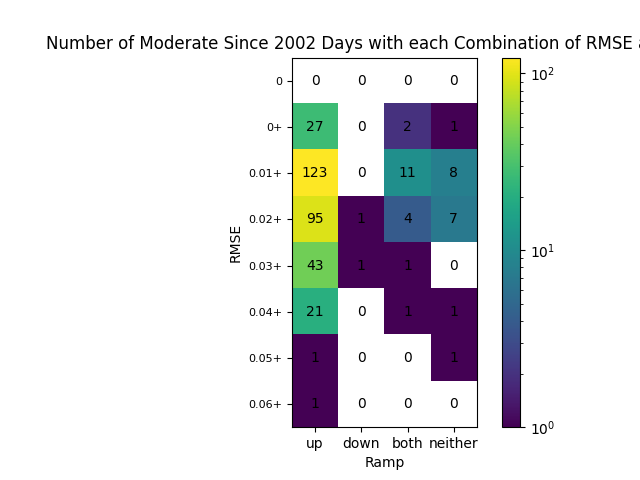 Number of Moderate Since 2002 Days with each Combination of RMSE
0 0 0 0 0
0+ 27 0 2 1
0.01+ 123 0 11 8
0.02+ 95 1 4 7
0.03+ 43 1 1 0
0.04+ 21 0 1 1
0.05+ 1 0 0 1
0.06+ 1 0 0 0
up down both neither
Ramp
RMSE
10²
10¹
10⁰